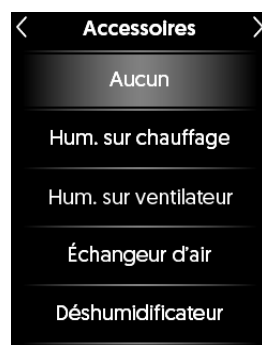 Accessoires
Aucun
Hum. sur chauffage
Hum. sur ventilateur
Échangeur d'air
Déshumidificateur